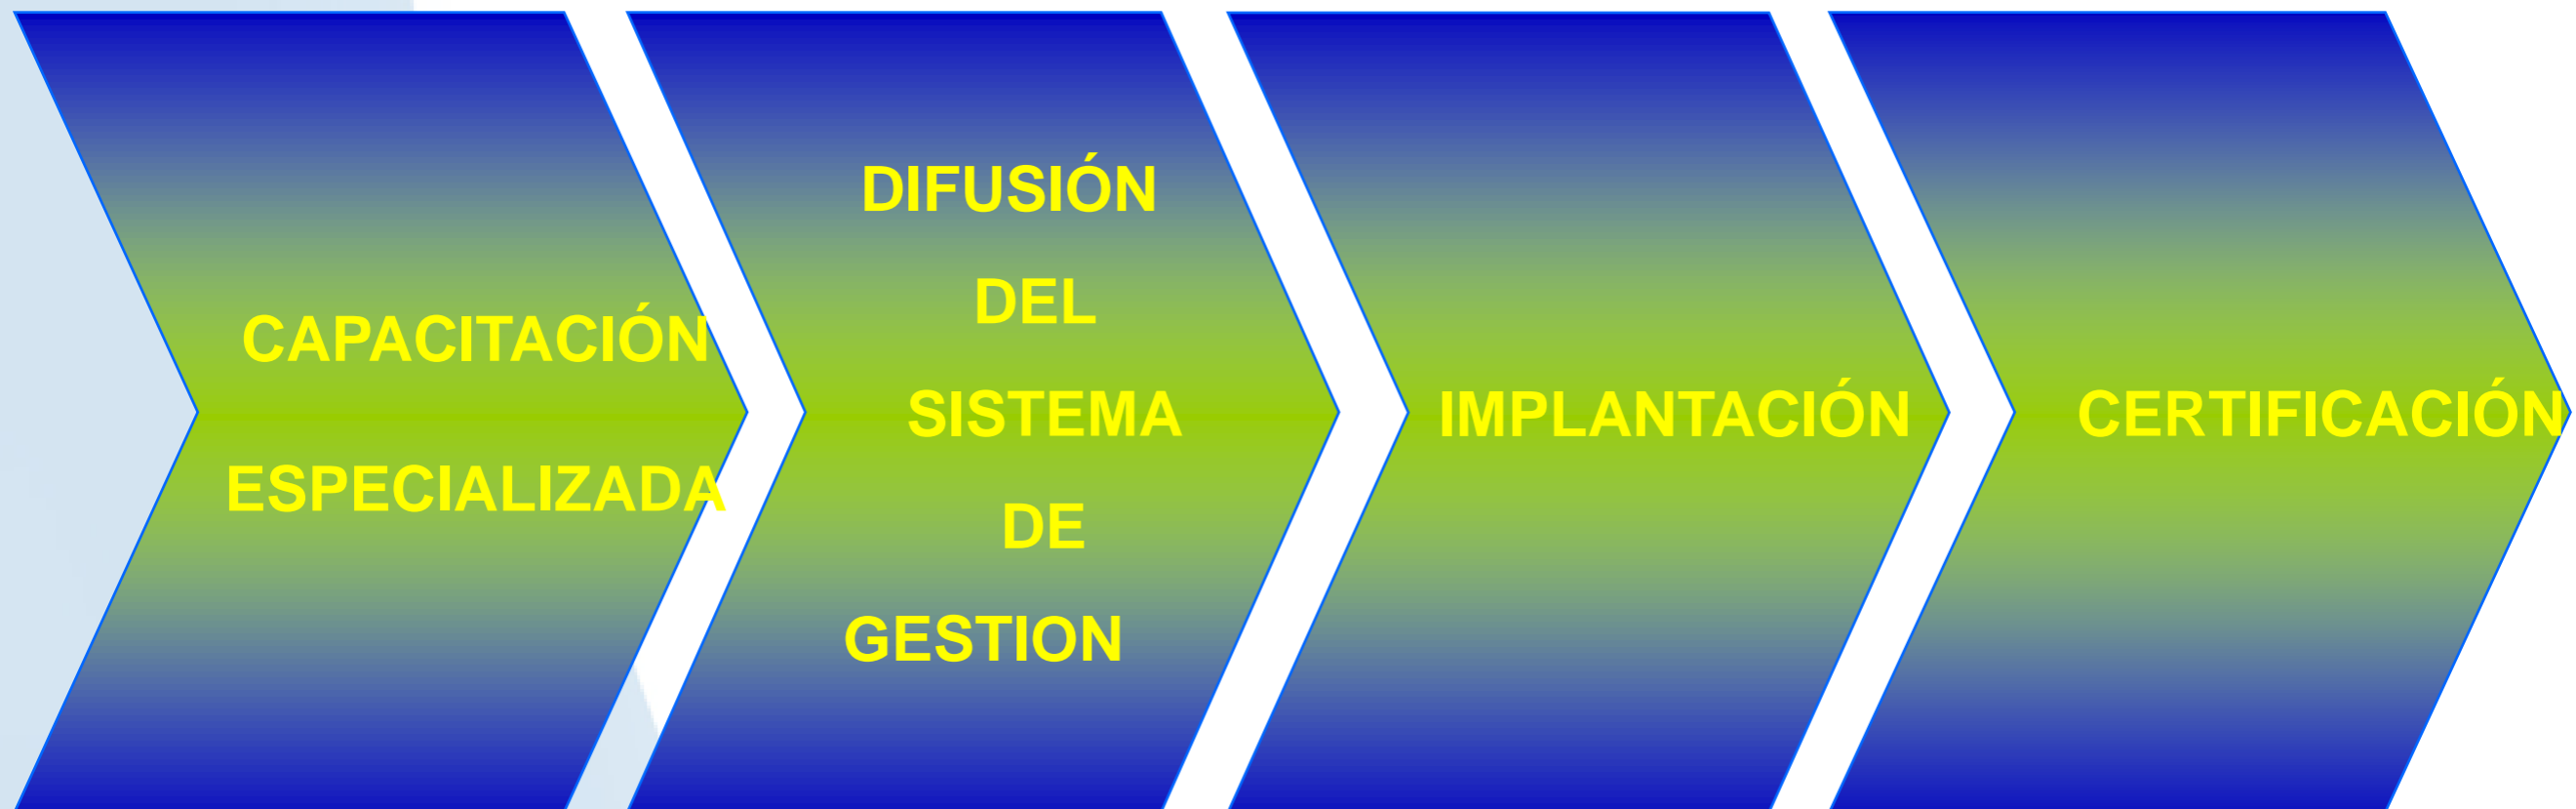 CAPACITACIÓN
ESPECIALIZADA
DIFUSIÓN
DEL
SISTEMA
DE
GESTION
IMPLANTACIÓN
CERTIFICACIÓN